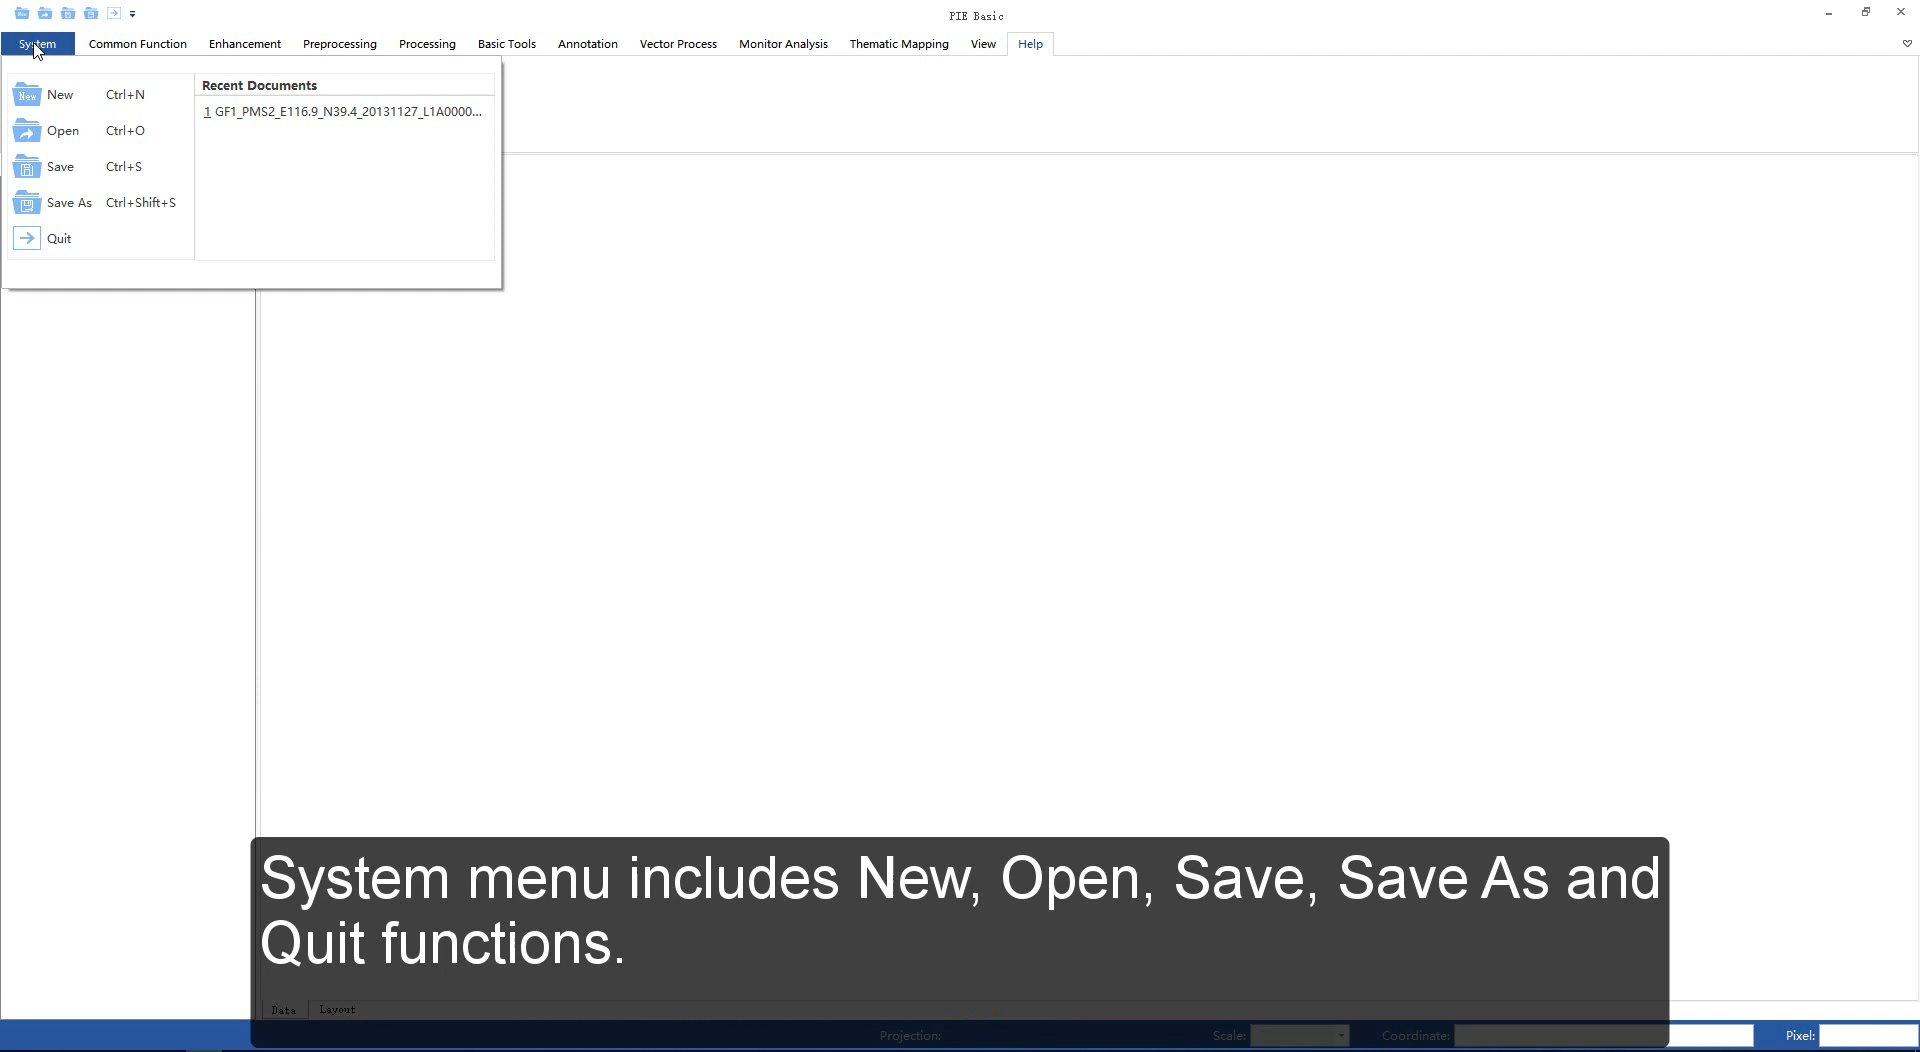 PIE Basic
System Common Function Enhancement Preprocessing Processing Basic Tools Annotation Vector Process Monitor Analysis Thematic Mapping View Help
Recent Documents
New New Ctrl+N
1 GF1_PMS2_E116.9_N39.4_20131127_L1A0000...
Open Ctrl+O
Save Ctrl+S
Save As Ctrl+Shift+S
Quit
System menu includes New, Open, Save, Save As and
Quit functions.
Data Layout
Projection: Scale: Coordinate: Pixel: